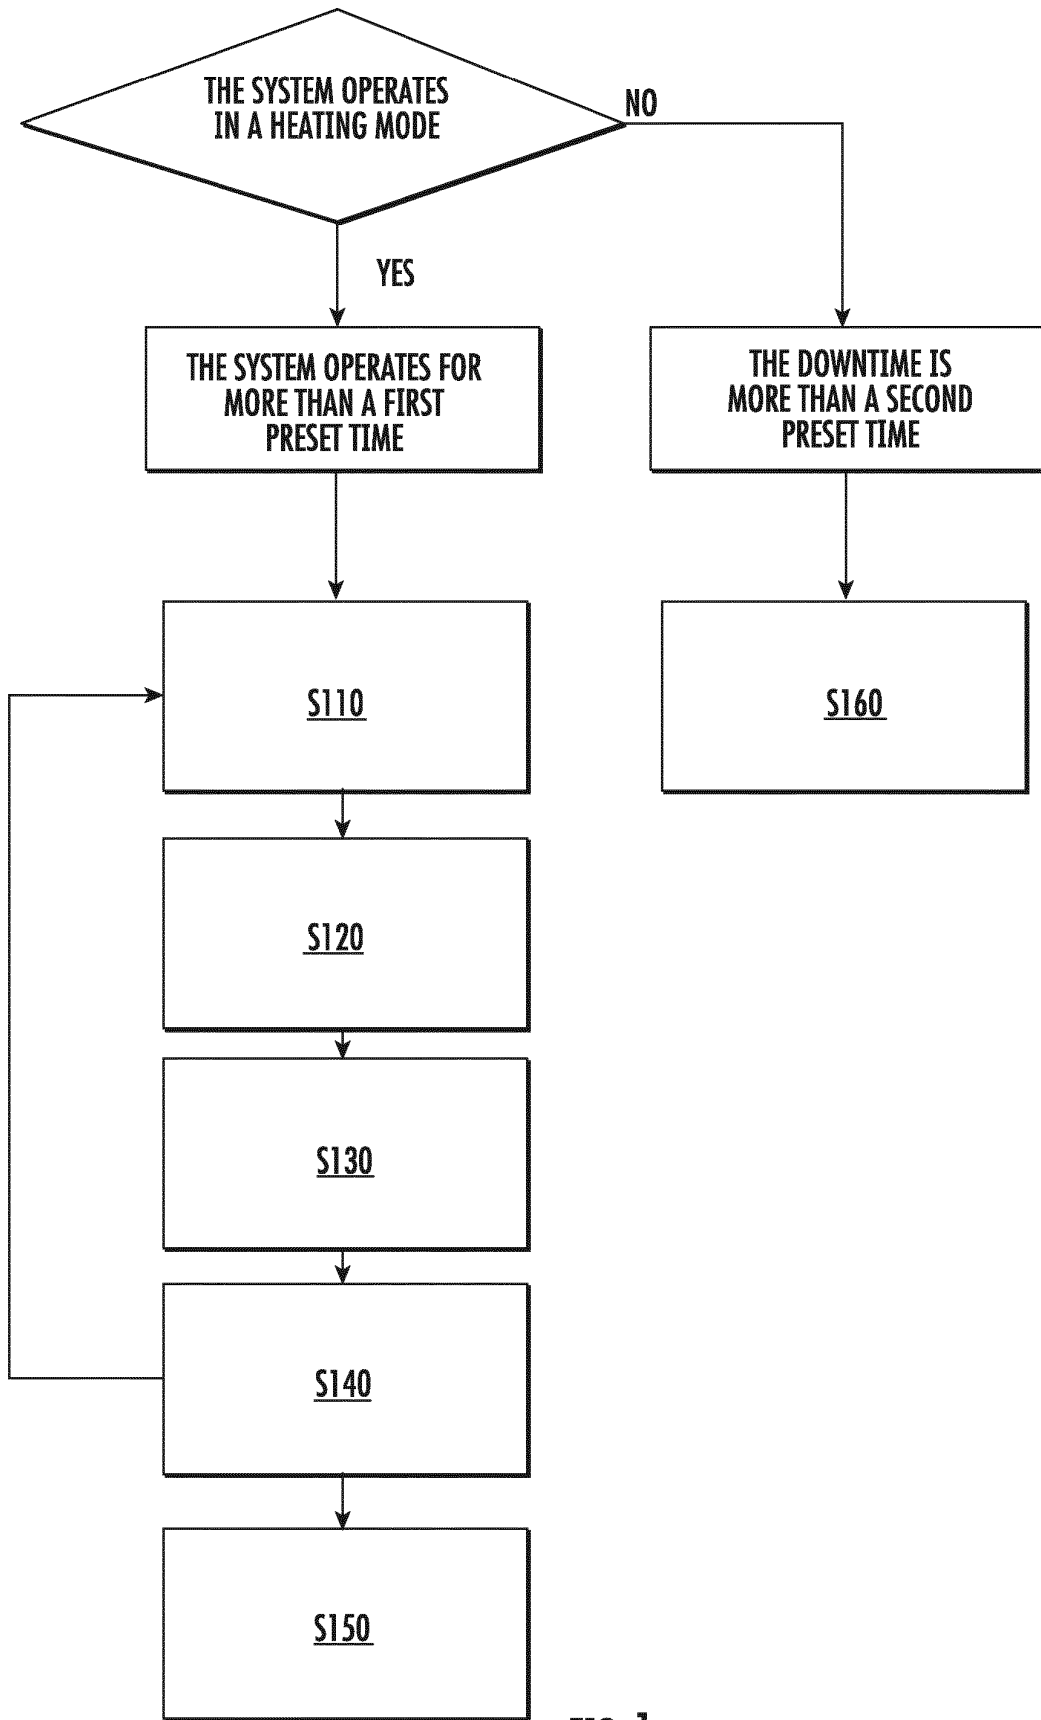 THE SYSTEM OPERATES
IN A HEATING MODE
NO
YES
THE SYSTEM OPERATES FOR
MORE THAN A FIRST
PRESET TIME
THE DOWNTIME IS
MORE THAN A SECOND
PRESET TIME
S110
S160
S120
S130
S140
S150